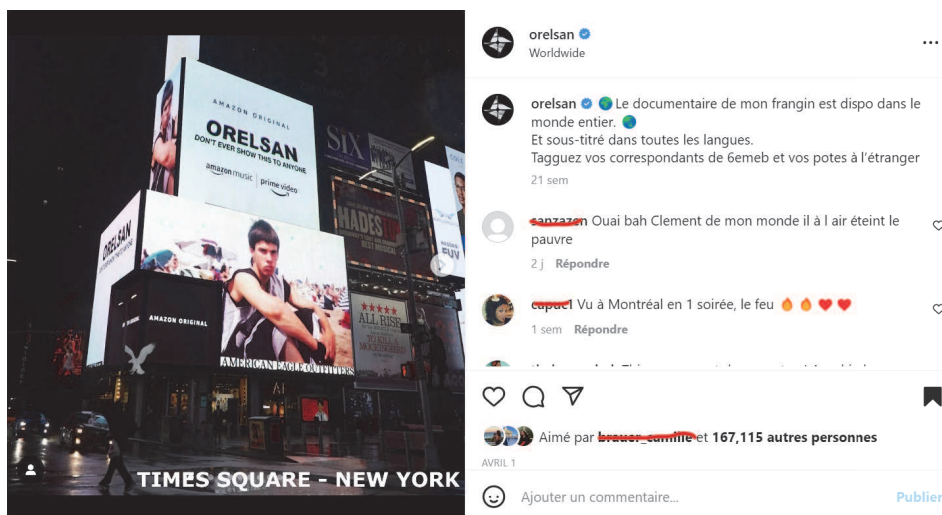 AMAZON ORIGINAL
ORELSAN
DON'T EVER SHOW THIS TO ANYONE
amazon music | prime video
SIX
HADES
ORELSAN
AMAZON ORIGINAL
★★★★★
ALL RISE
TO KILL A
MOCKINGBIRD
AMERICAN EAGLE OUTFITTERS
TIMES SQUARE - NEW YORK
orelsan
Worldwide
orelsan 🌍 Le documentaire de mon frangin est dispo dans le
monde entier. 🌏
Et sous-titré dans toutes les langues.
Tagguez vos correspondants de 6emeb et vos potes à l'étranger
21 sem
Ouai bah Clement de mon monde il à l air éteint le
pauvre
2 j Répondre
Vu à Montréal en 1 soirée, le feu 🔥🔥❤️❤️
1 sem Répondre
Aimé par et 167,115 autres personnes
AVRIL 1
Ajouter un commentaire...
Publier